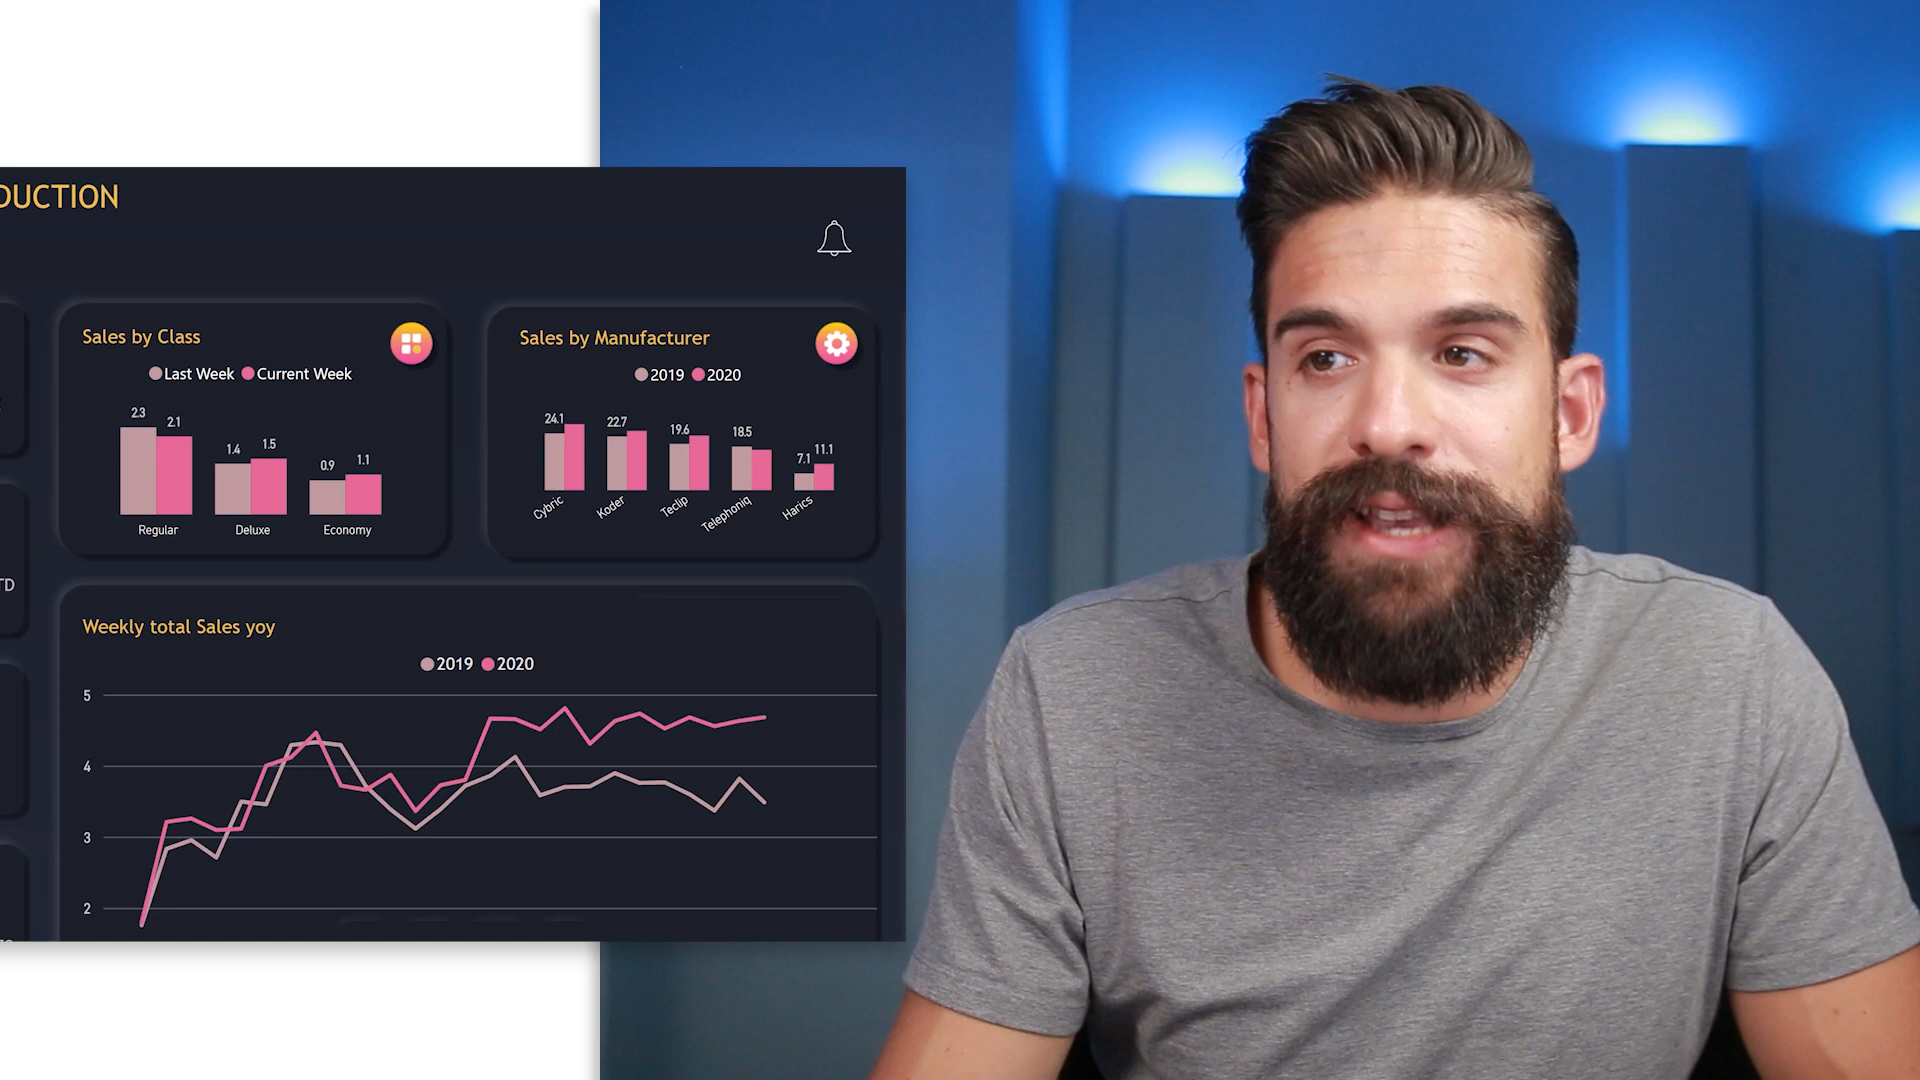 DUCTION
Sales by Class
Last Week Current Week
2.3
2.1
1.4
1.5
0.9
1.1
Regular
Deluxe
Economy
Sales by Manufacturer
2019 2020
24.1
22.7
19.6
18.5
7.1
11.1
Cybric
Koder
Teclip
Telephoniq
Harics
TD
Weekly total Sales yoy
2019 2020
5
4
3
2